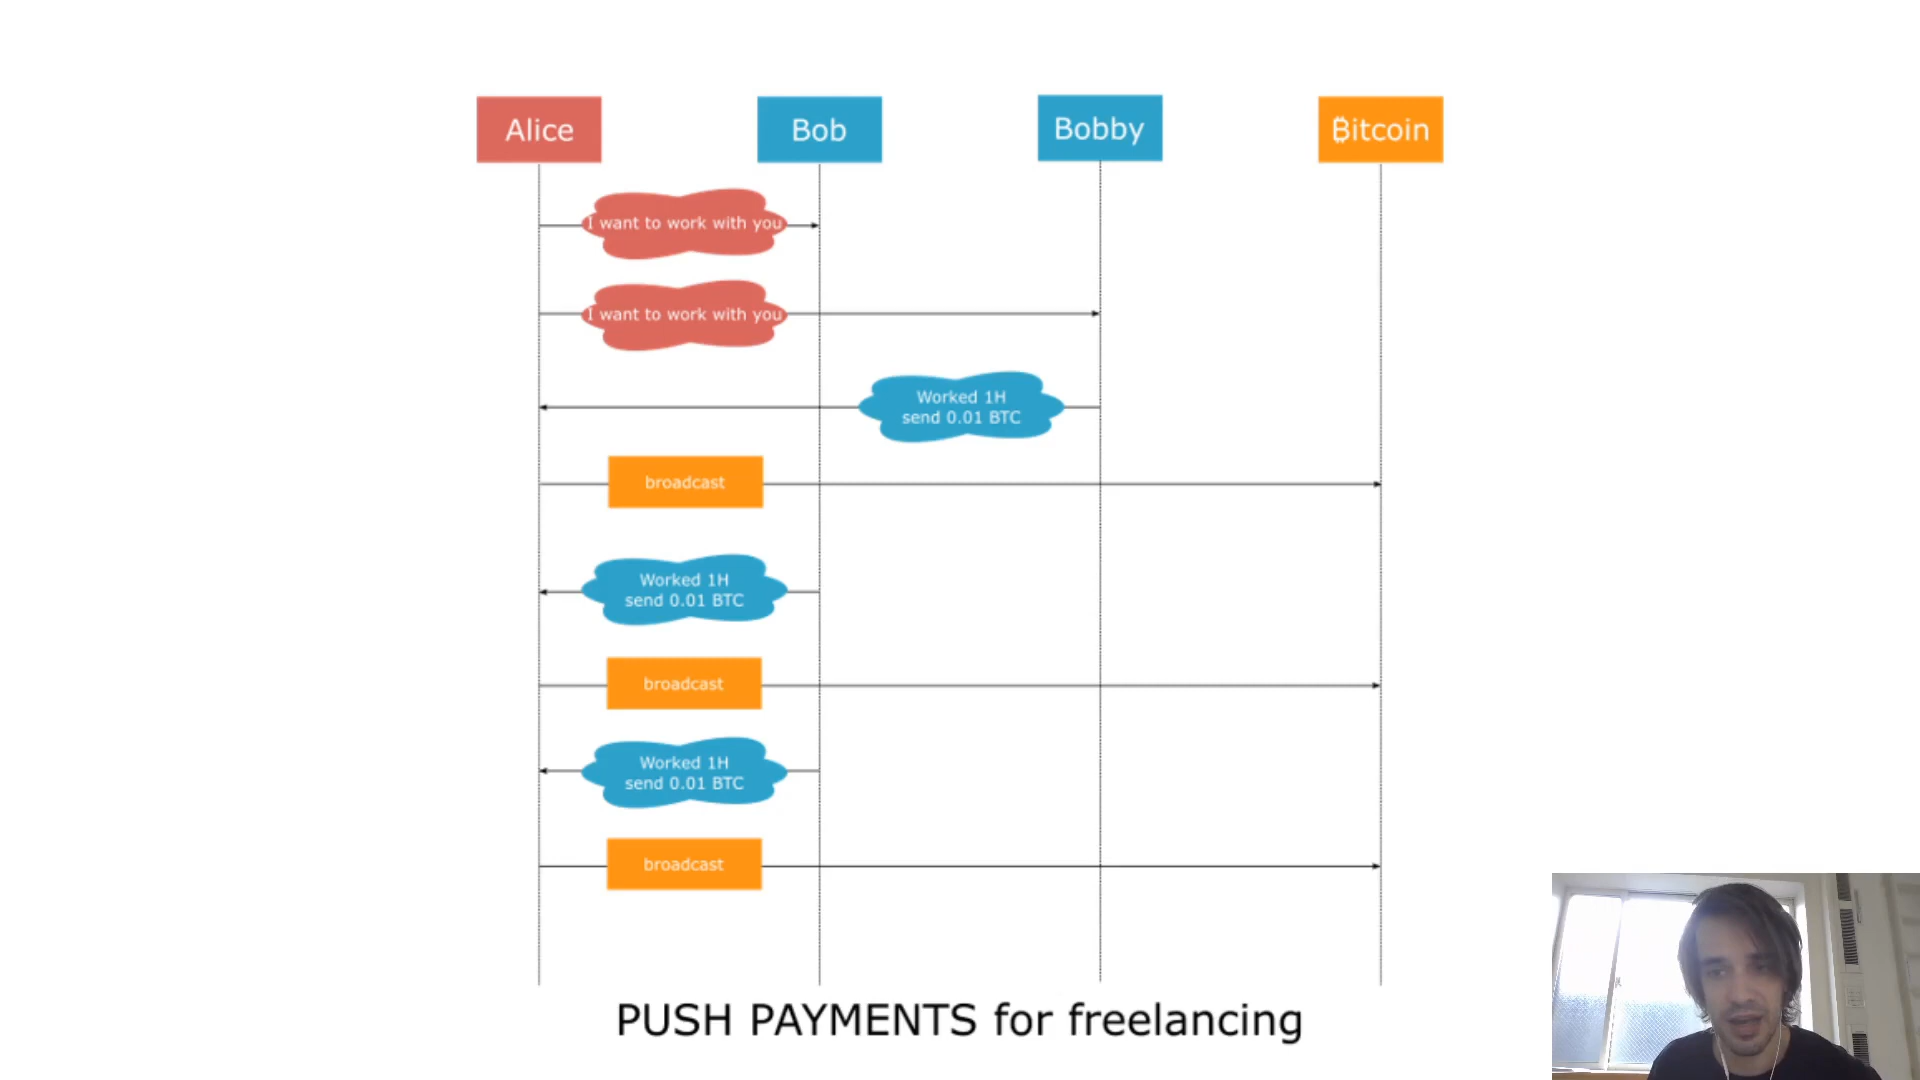 Alice
Bob
Bobby
₿itcoin
I want to work with you
I want to work with you
Worked 1H
send 0.01 BTC
broadcast
Worked 1H
send 0.01 BTC
broadcast
Worked 1H
send 0.01 BTC
broadcast
PUSH PAYMENTS for freelancing